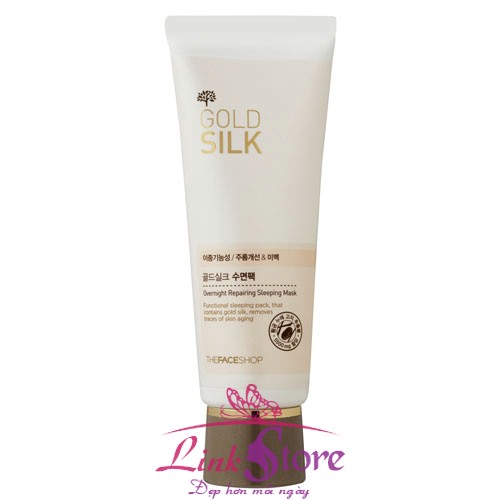 GOLD
SILK
이중기능성 / 주름개선 & 미백
골드실크 수면팩
Overnight Repairing Sleeping Mask
Functional sleeping pack, that
contains gold silk, removes
traces of skin aging
THEFACESHOP
Link Store
Đẹp hơn mỗi ngày